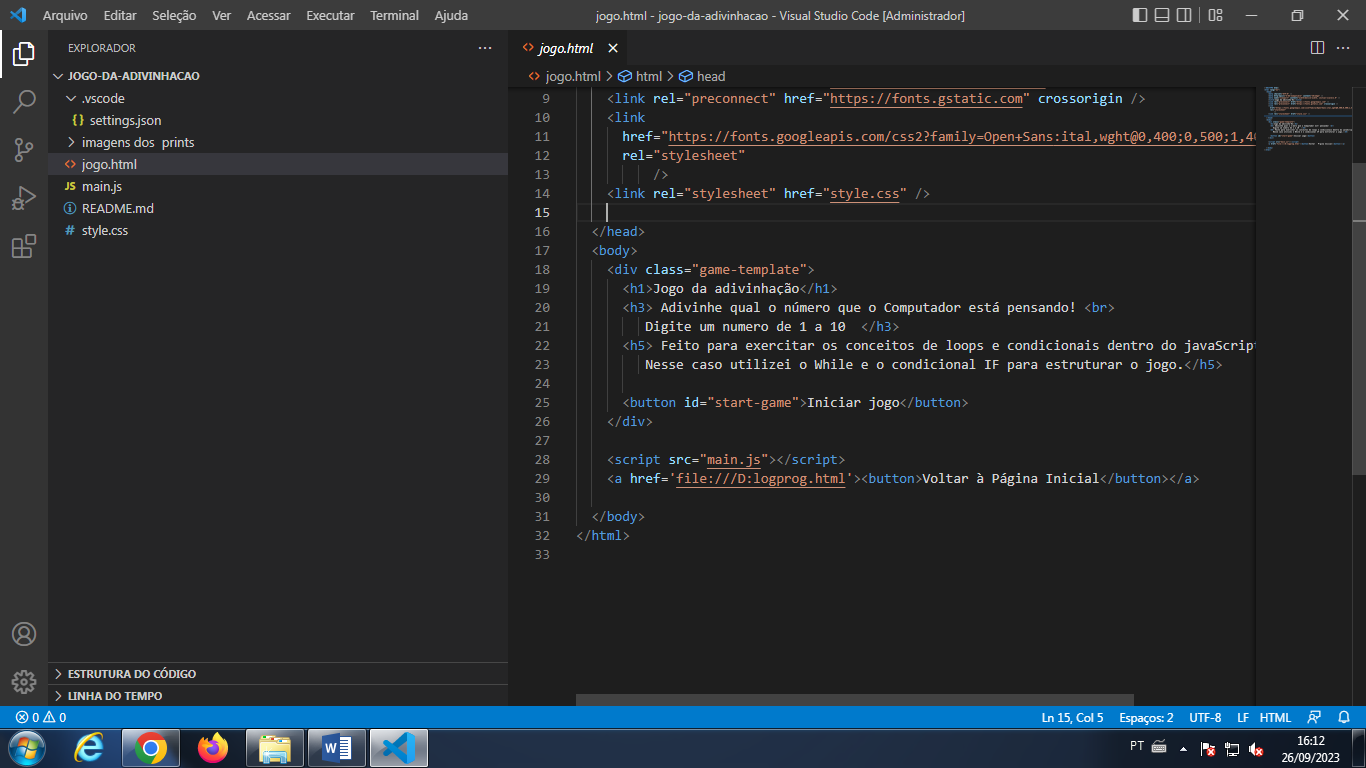 Arquivo Editar Seleção Ver Acessar Executar Terminal Ajuda
jogo.html - jogo-da-adivinhacao - Visual Studio Code [Administrador]
EXPLORADOR
JOGO-DA-ADIVINHACAO
.vscode
{} settings.json
imagens dos prints
<> jogo.html
JS main.js
README.md
# style.css
ESTRUTURA DO CÓDIGO
LINHA DO TEMPO
<> jogo.html
<> jogo.html > html > head
9 <link rel="preconnect" href="https://fonts.gstatic.com" crossorigin />
10 <link
11 href="https://fonts.googleapis.com/css2?family=Open+Sans:ital,wght@0,400;0,500;1,40
12 rel="stylesheet"
13 />
14 <link rel="stylesheet" href="style.css" />
15
16 </head>
17 <body>
18 <div class="game-template">
19 <h1>Jogo da adivinhação</h1>
20 <h3> Adivinhe qual o número que o Computador está pensando! <br>
21 Digite um numero de 1 a 10 </h3>
22 <h5> Feito para exercitar os conceitos de loops e condicionais dentro do javaScript
23 Nesse caso utilizei o While e o condicional IF para estruturar o jogo.</h5>
24
25 <button id="start-game">Iniciar jogo</button>
26 </div>
27
28 <script src="main.js"></script>
29 <a href='file:///D:logprog.html'><button>Voltar à Página Inicial</button></a>
30
31 </body>
32 </html>
33
0 0
Ln 15, Col 5 Espaços: 2 UTF-8 LF HTML
PT
16:12
26/09/2023